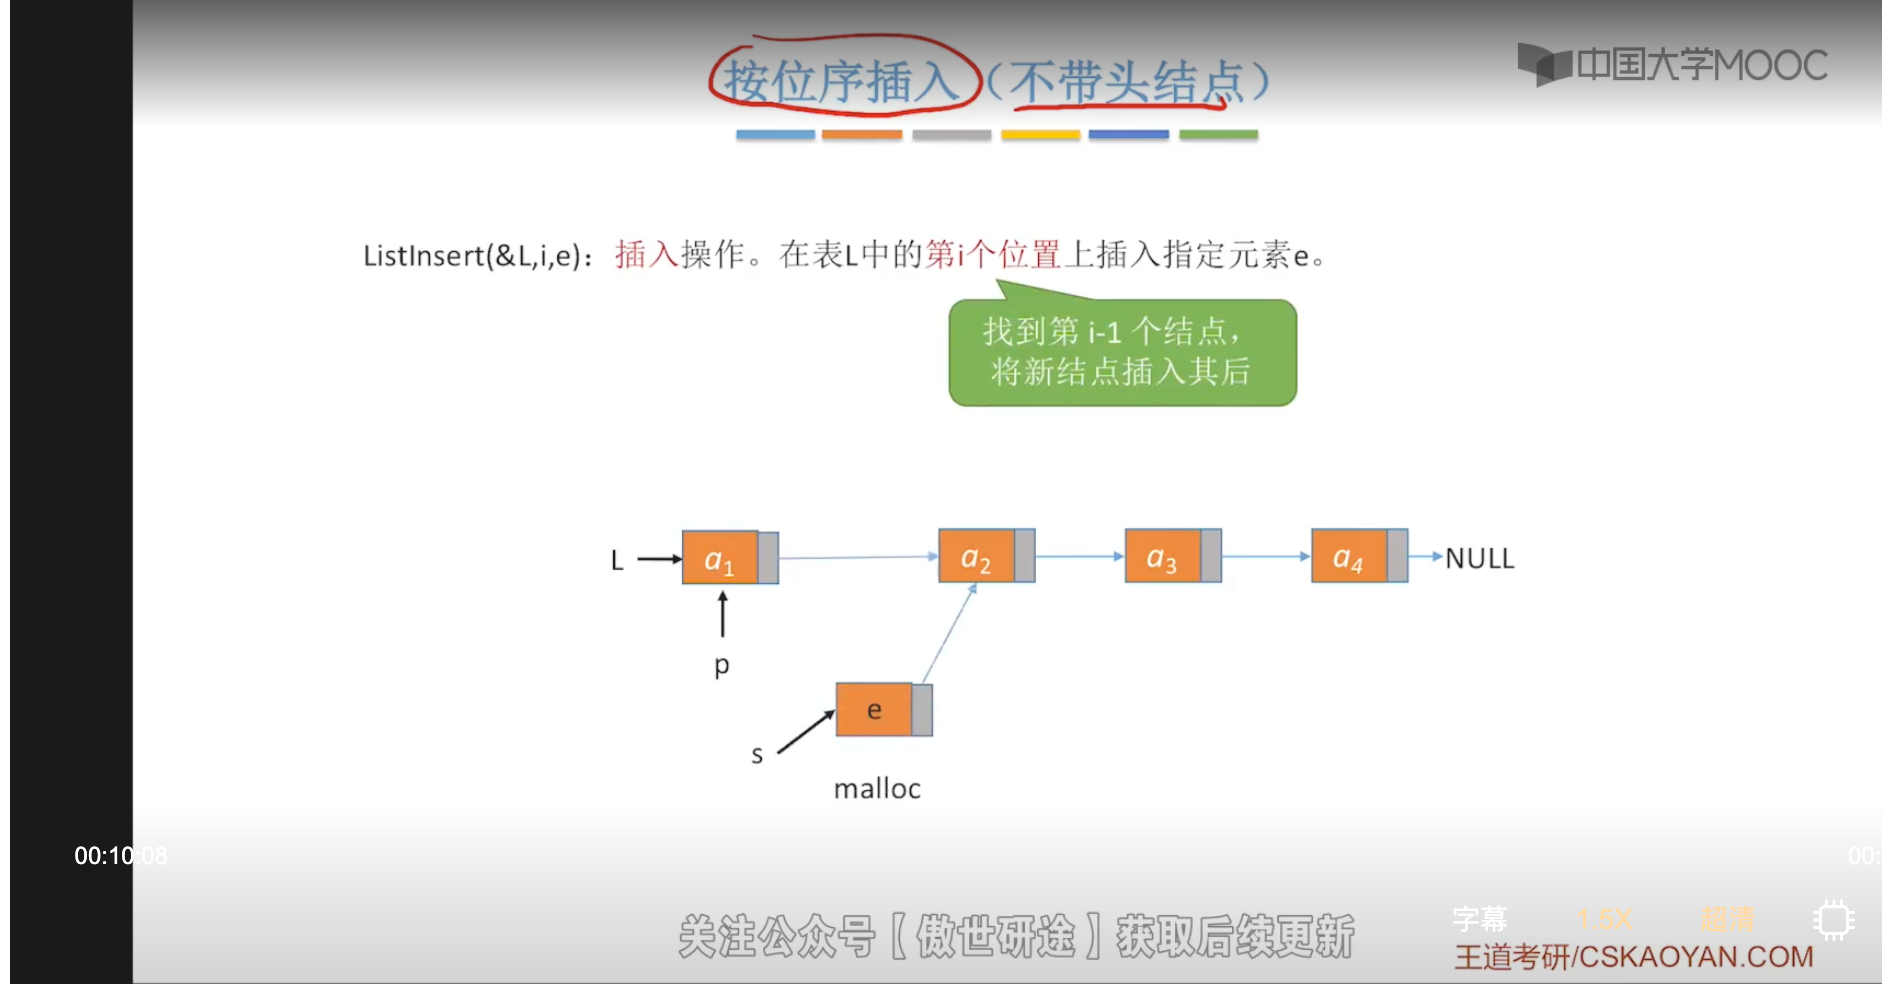 按位序插入（不带头结点）
中国大学MOOC
ListInsert(&L,i,e)：插入操作。在表L中的第i个位置上插入指定元素e。
找到第 i-1 个结点，
将新结点插入其后
L a1 a2 a3 a4 NULL
p
e
s
malloc
00:10:08
00:
关注公众号【傲世研途】获取后续更新
字幕 1.5X 超清
王道考研/CSKAOYAN.COM